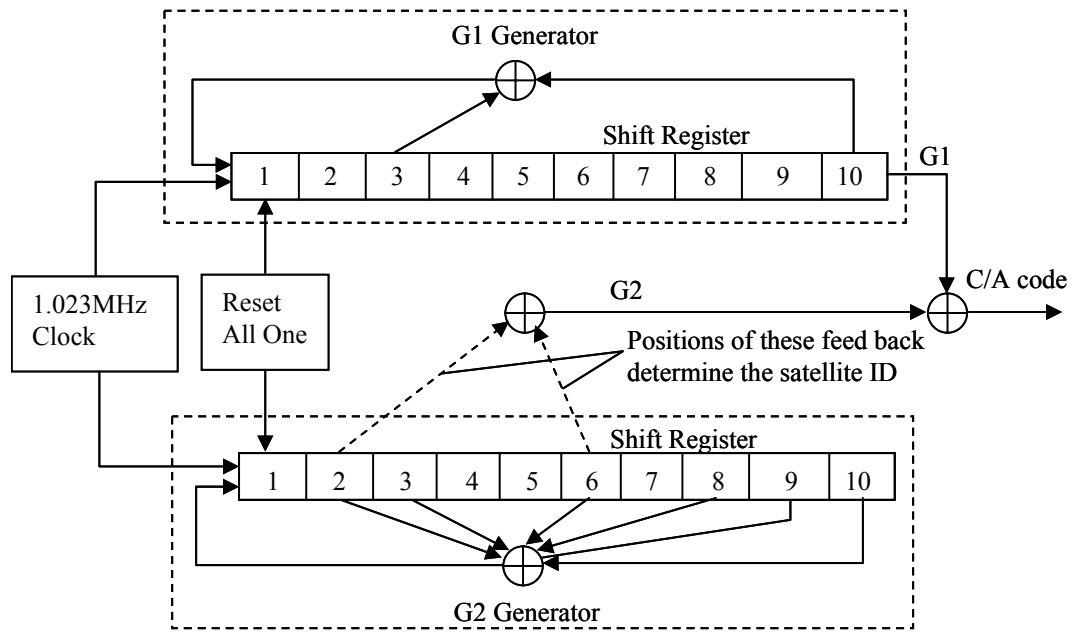 G1 Generator
Shift Register
1 2 3 4 5 6 7 8 9 10
G1
1.023MHz
Clock
Reset
All One
G2
C/A code
Positions of these feed back
determine the satellite ID
Shift Register
1 2 3 4 5 6 7 8 9 10
G2 Generator